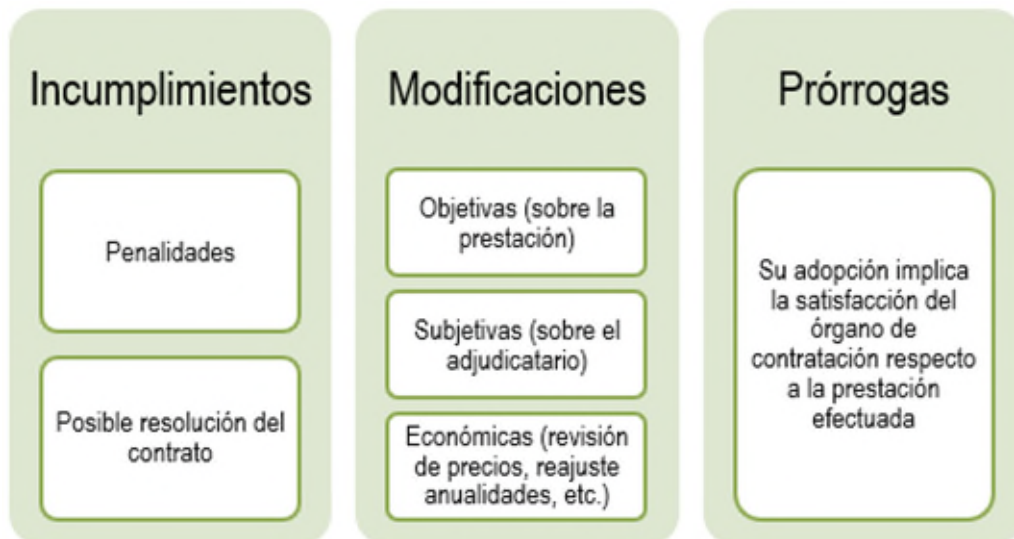 Incumplimientos
Penalidades
Posible resolución del
contrato
Modificaciones
Objetivas (sobre la
prestación)
Subjetivas (sobre el
adjudicatario)
Económicas (revisión
de precios, reajuste
anualidades, etc.)
Prórrogas
Su adopción implica
la satisfacción del
órgano de
contratación respecto
a la prestación
efectuada